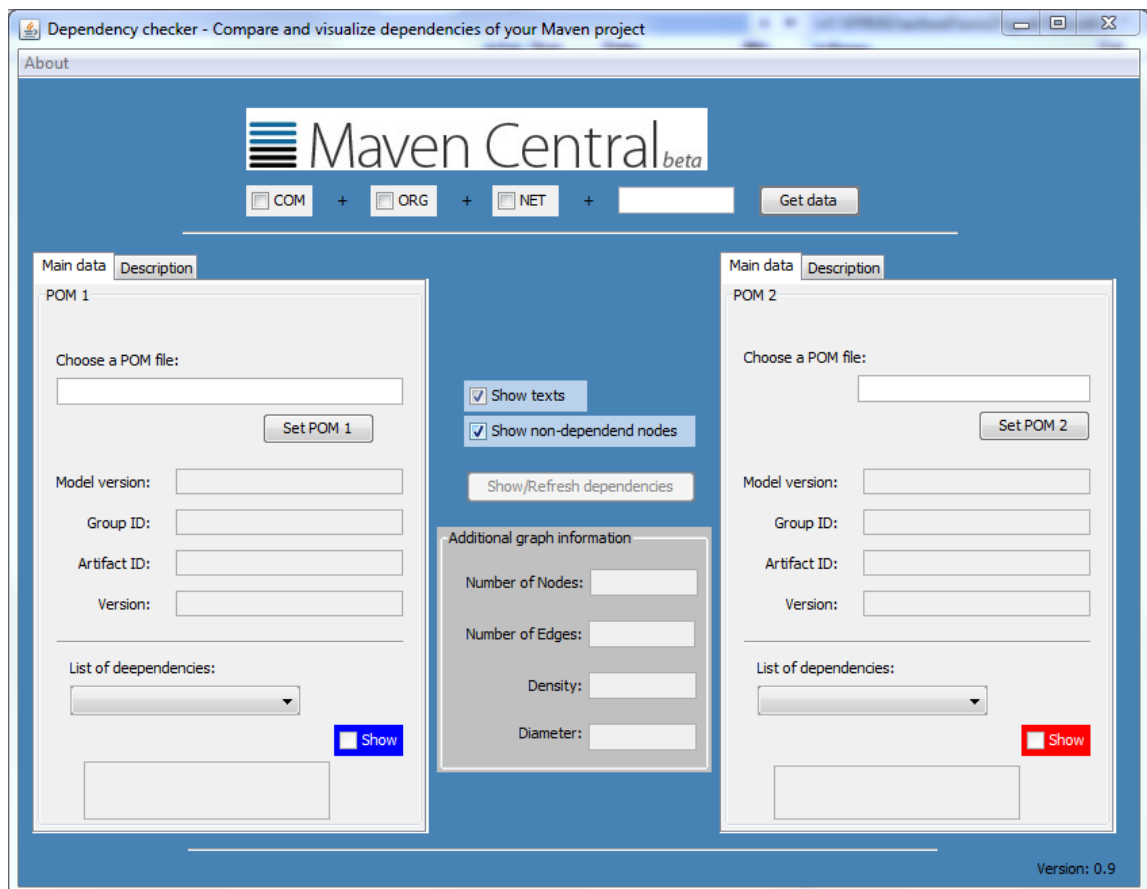 Dependency checker - Compare and visualize dependencies of your Maven project
About
Maven Central beta
COM + ORG + NET + Get data
Main data Description
POM 1
Choose a POM file:
Set POM 1
Model version:
Group ID:
Artifact ID:
Version:
List of deependencies:
Show
Show texts
Show non-dependend nodes
Show/Refresh dependencies
Additional graph information
Number of Nodes:
Number of Edges:
Density:
Diameter:
Main data Description
POM 2
Choose a POM file:
Set POM 2
Model version:
Group ID:
Artifact ID:
Version:
List of dependencies:
Show
Version: 0.9